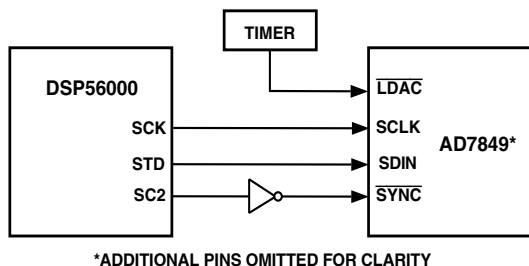 TIMER
DSP56000
LDAC
SCK
SCLK
AD7849*
STD
SDIN
SC2
SYNC
*ADDITIONAL PINS OMITTED FOR CLARITY